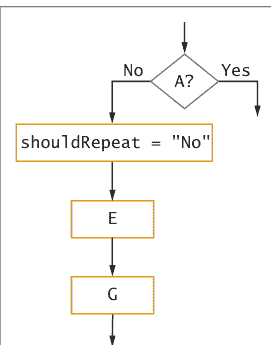 No
Yes
A?
shouldRepeat = "No"
E
G